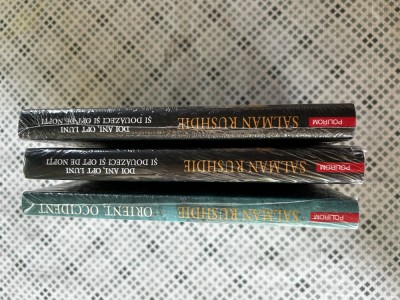 POLIROM
SALMAN RUSHDIE
DOI ANI, OPT LUNI
ȘI DOUĂZECI ȘI OPT DE NOPȚI
POLIROM
SALMAN RUSHDIE
DOI ANI, OPT LUNI
ȘI DOUĂZECI ȘI OPT DE NOPȚI
POLIROM
SALMAN RUSHDIE
ORIENT, OCCIDENT